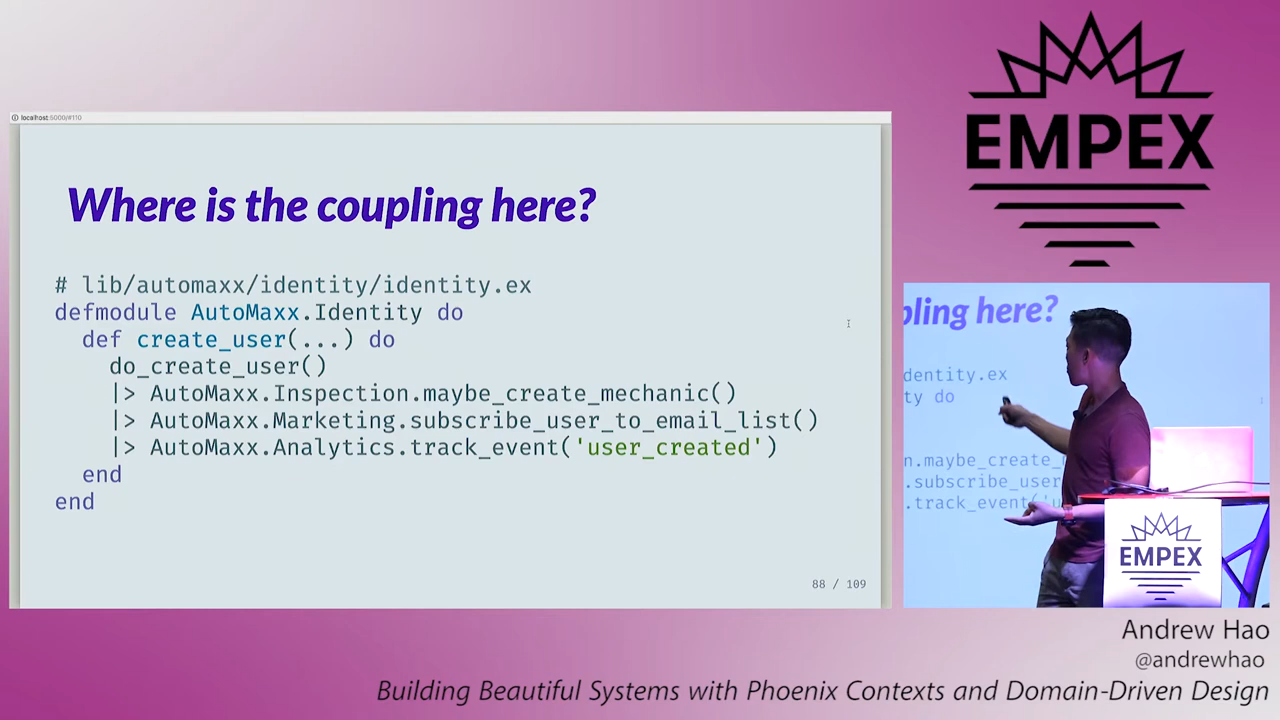 localhost:5000/#110
Where is the coupling here?
# lib/automaxx/identity/identity.ex
defmodule AutoMaxx.Identity do
def create_user(...) do
do_create_user()
|> AutoMaxx.Inspection.maybe_create_mechanic()
|> AutoMaxx.Marketing.subscribe_user_to_email_list()
|> AutoMaxx.Analytics.track_event('user_created')
end
end
88 / 109
EMPEX
pling here?
dentity.ex
ty do
n.maybe_create_
.subscribe_user
.track_event('u
EMPEX
Andrew Hao
@andrewhao
Building Beautiful Systems with Phoenix Contexts and Domain-Driven Design